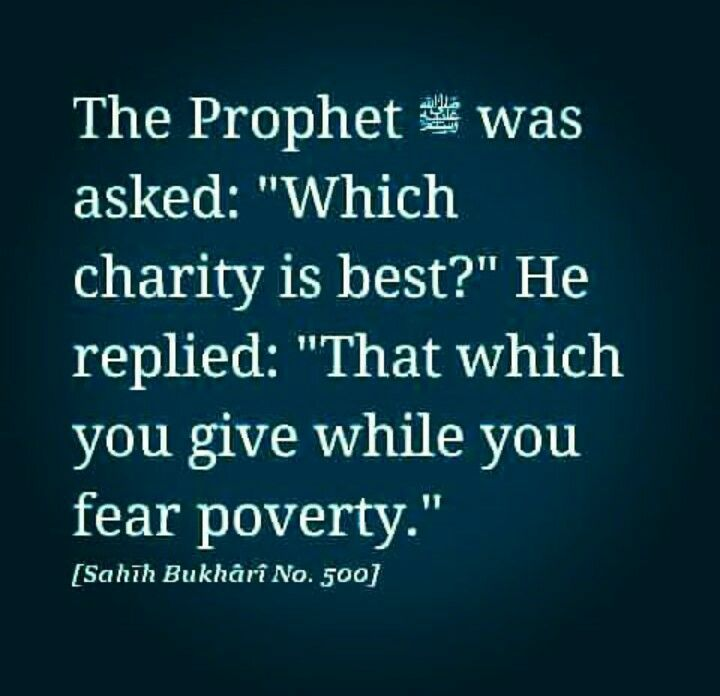 The Prophet ﷺ was
asked: "Which
charity is best?" He
replied: "That which
you give while you
fear poverty."
[Sahīh Bukhârî No. 500]